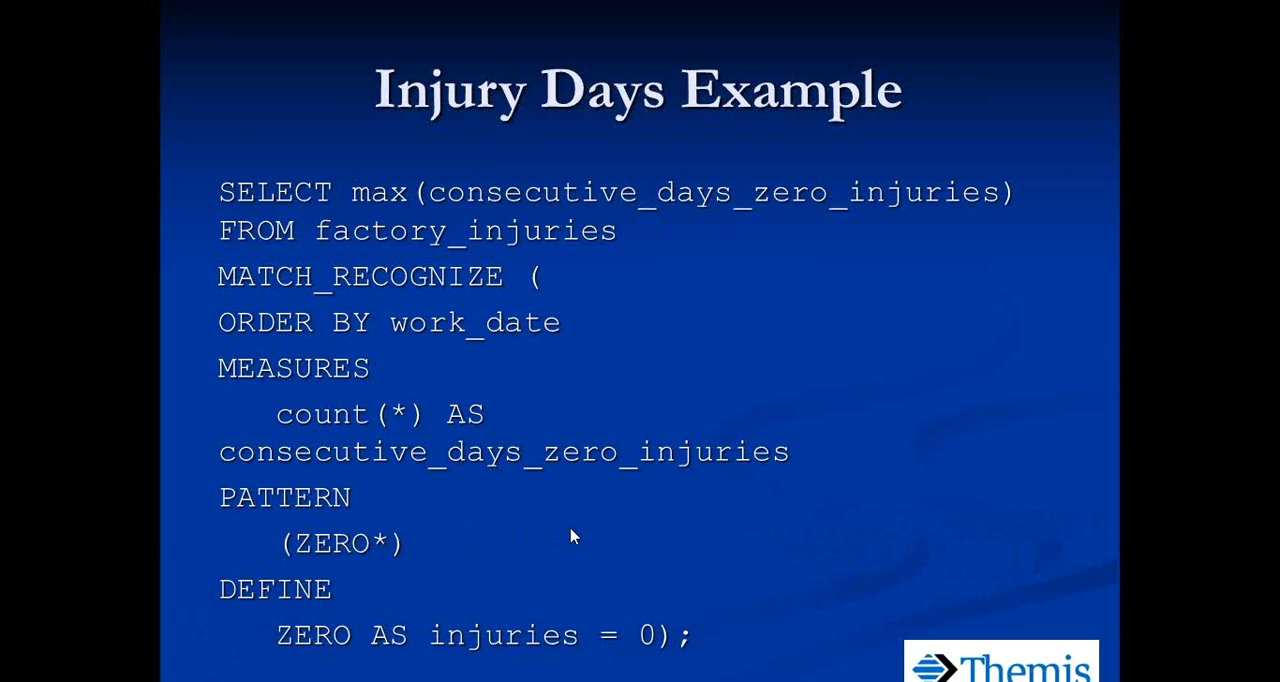 Injury Days Example
SELECT max(consecutive_days_zero_injuries)
FROM factory_injuries
MATCH_RECOGNIZE (
ORDER BY work_date
MEASURES
count(*) AS
consecutive_days_zero_injuries
PATTERN
(ZERO*)
DEFINE
ZERO AS injuries = 0);
Themis